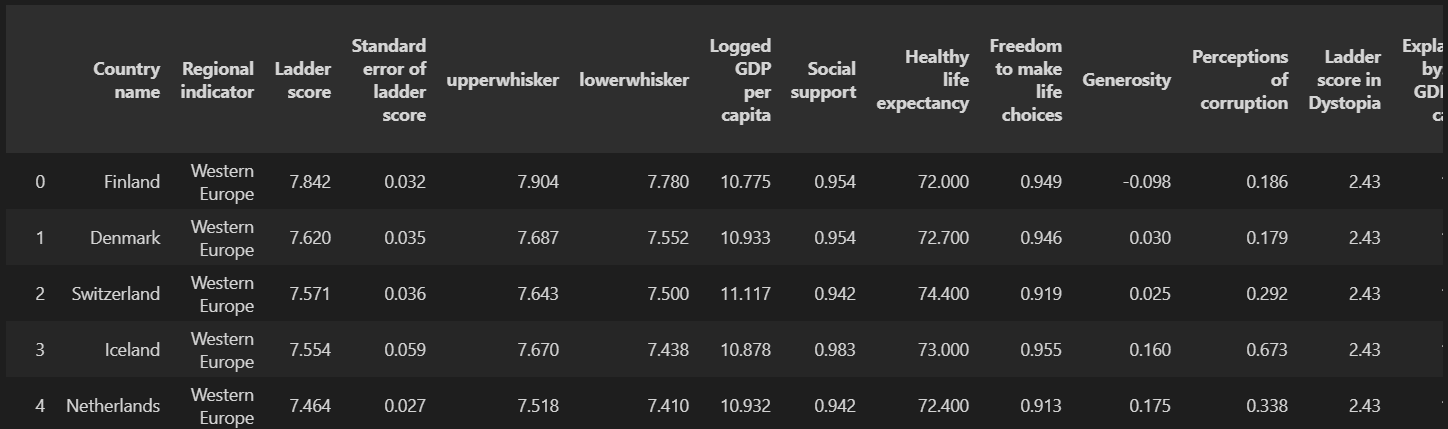 Country name Regional indicator Ladder score Standard error of ladder score upperwhisker lowerwhisker Logged GDP per capita Social support Healthy life expectancy Freedom to make life choices Generosity Perceptions of corruption Ladder score in Dystopia
0 Finland Western Europe 7.842 0.032 7.904 7.780 10.775 0.954 72.000 0.949 -0.098 0.186 2.43
1 Denmark Western Europe 7.620 0.035 7.687 7.552 10.933 0.954 72.700 0.946 0.030 0.179 2.43
2 Switzerland Western Europe 7.571 0.036 7.643 7.500 11.117 0.942 74.400 0.919 0.025 0.292 2.43
3 Iceland Western Europe 7.554 0.059 7.670 7.438 10.878 0.983 73.000 0.955 0.160 0.673 2.43
4 Netherlands Western Europe 7.464 0.027 7.518 7.410 10.932 0.942 72.400 0.913 0.175 0.338 2.43